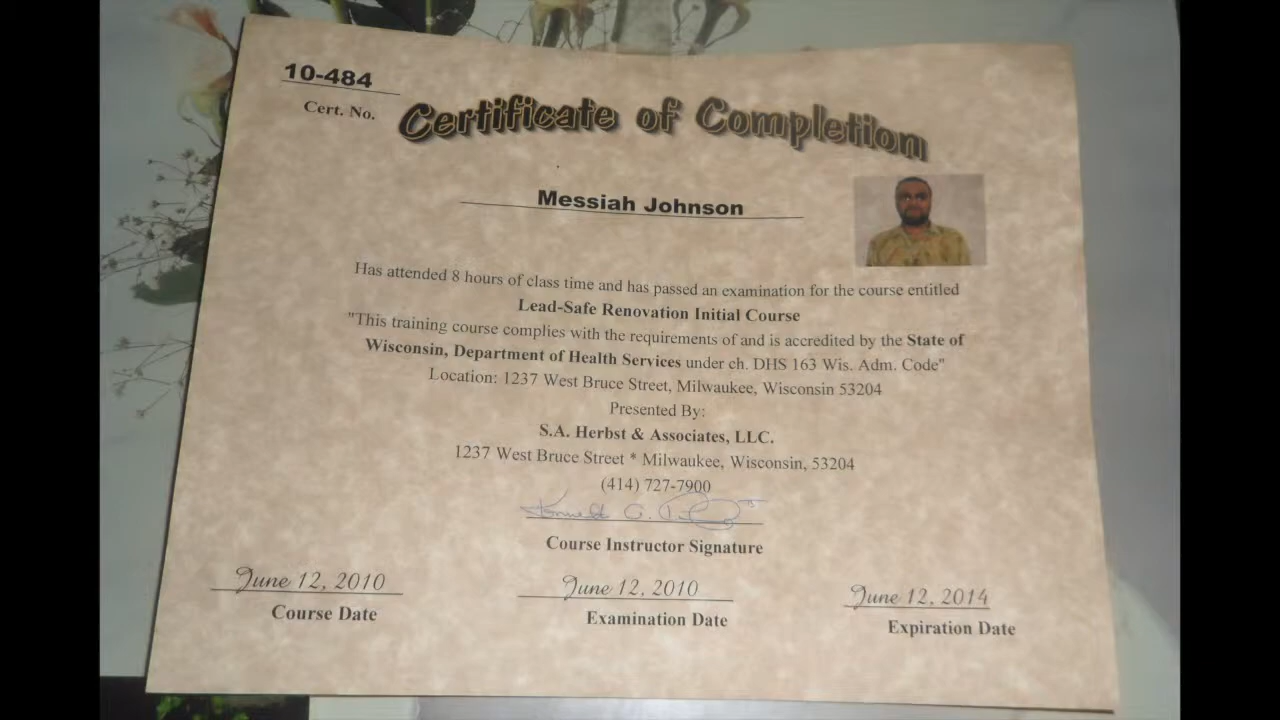 10-484
Cert. No.
Certificate of Completion
Messiah Johnson
Has attended 8 hours of class time and has passed an examination for the course entitled
Lead-Safe Renovation Initial Course
"This training course complies with the requirements of and is accredited by the State of
Wisconsin, Department of Health Services under ch. DHS 163 Wis. Adm. Code"
Location: 1237 West Bruce Street, Milwaukee, Wisconsin 53204
Presented By:
S.A. Herbst & Associates, LLC.
1237 West Bruce Street * Milwaukee, Wisconsin, 53204
(414) 727-7900
Kenneth G.
Course Instructor Signature
June 12, 2010
Course Date
June 12, 2010
Examination Date
June 12, 2014
Expiration Date